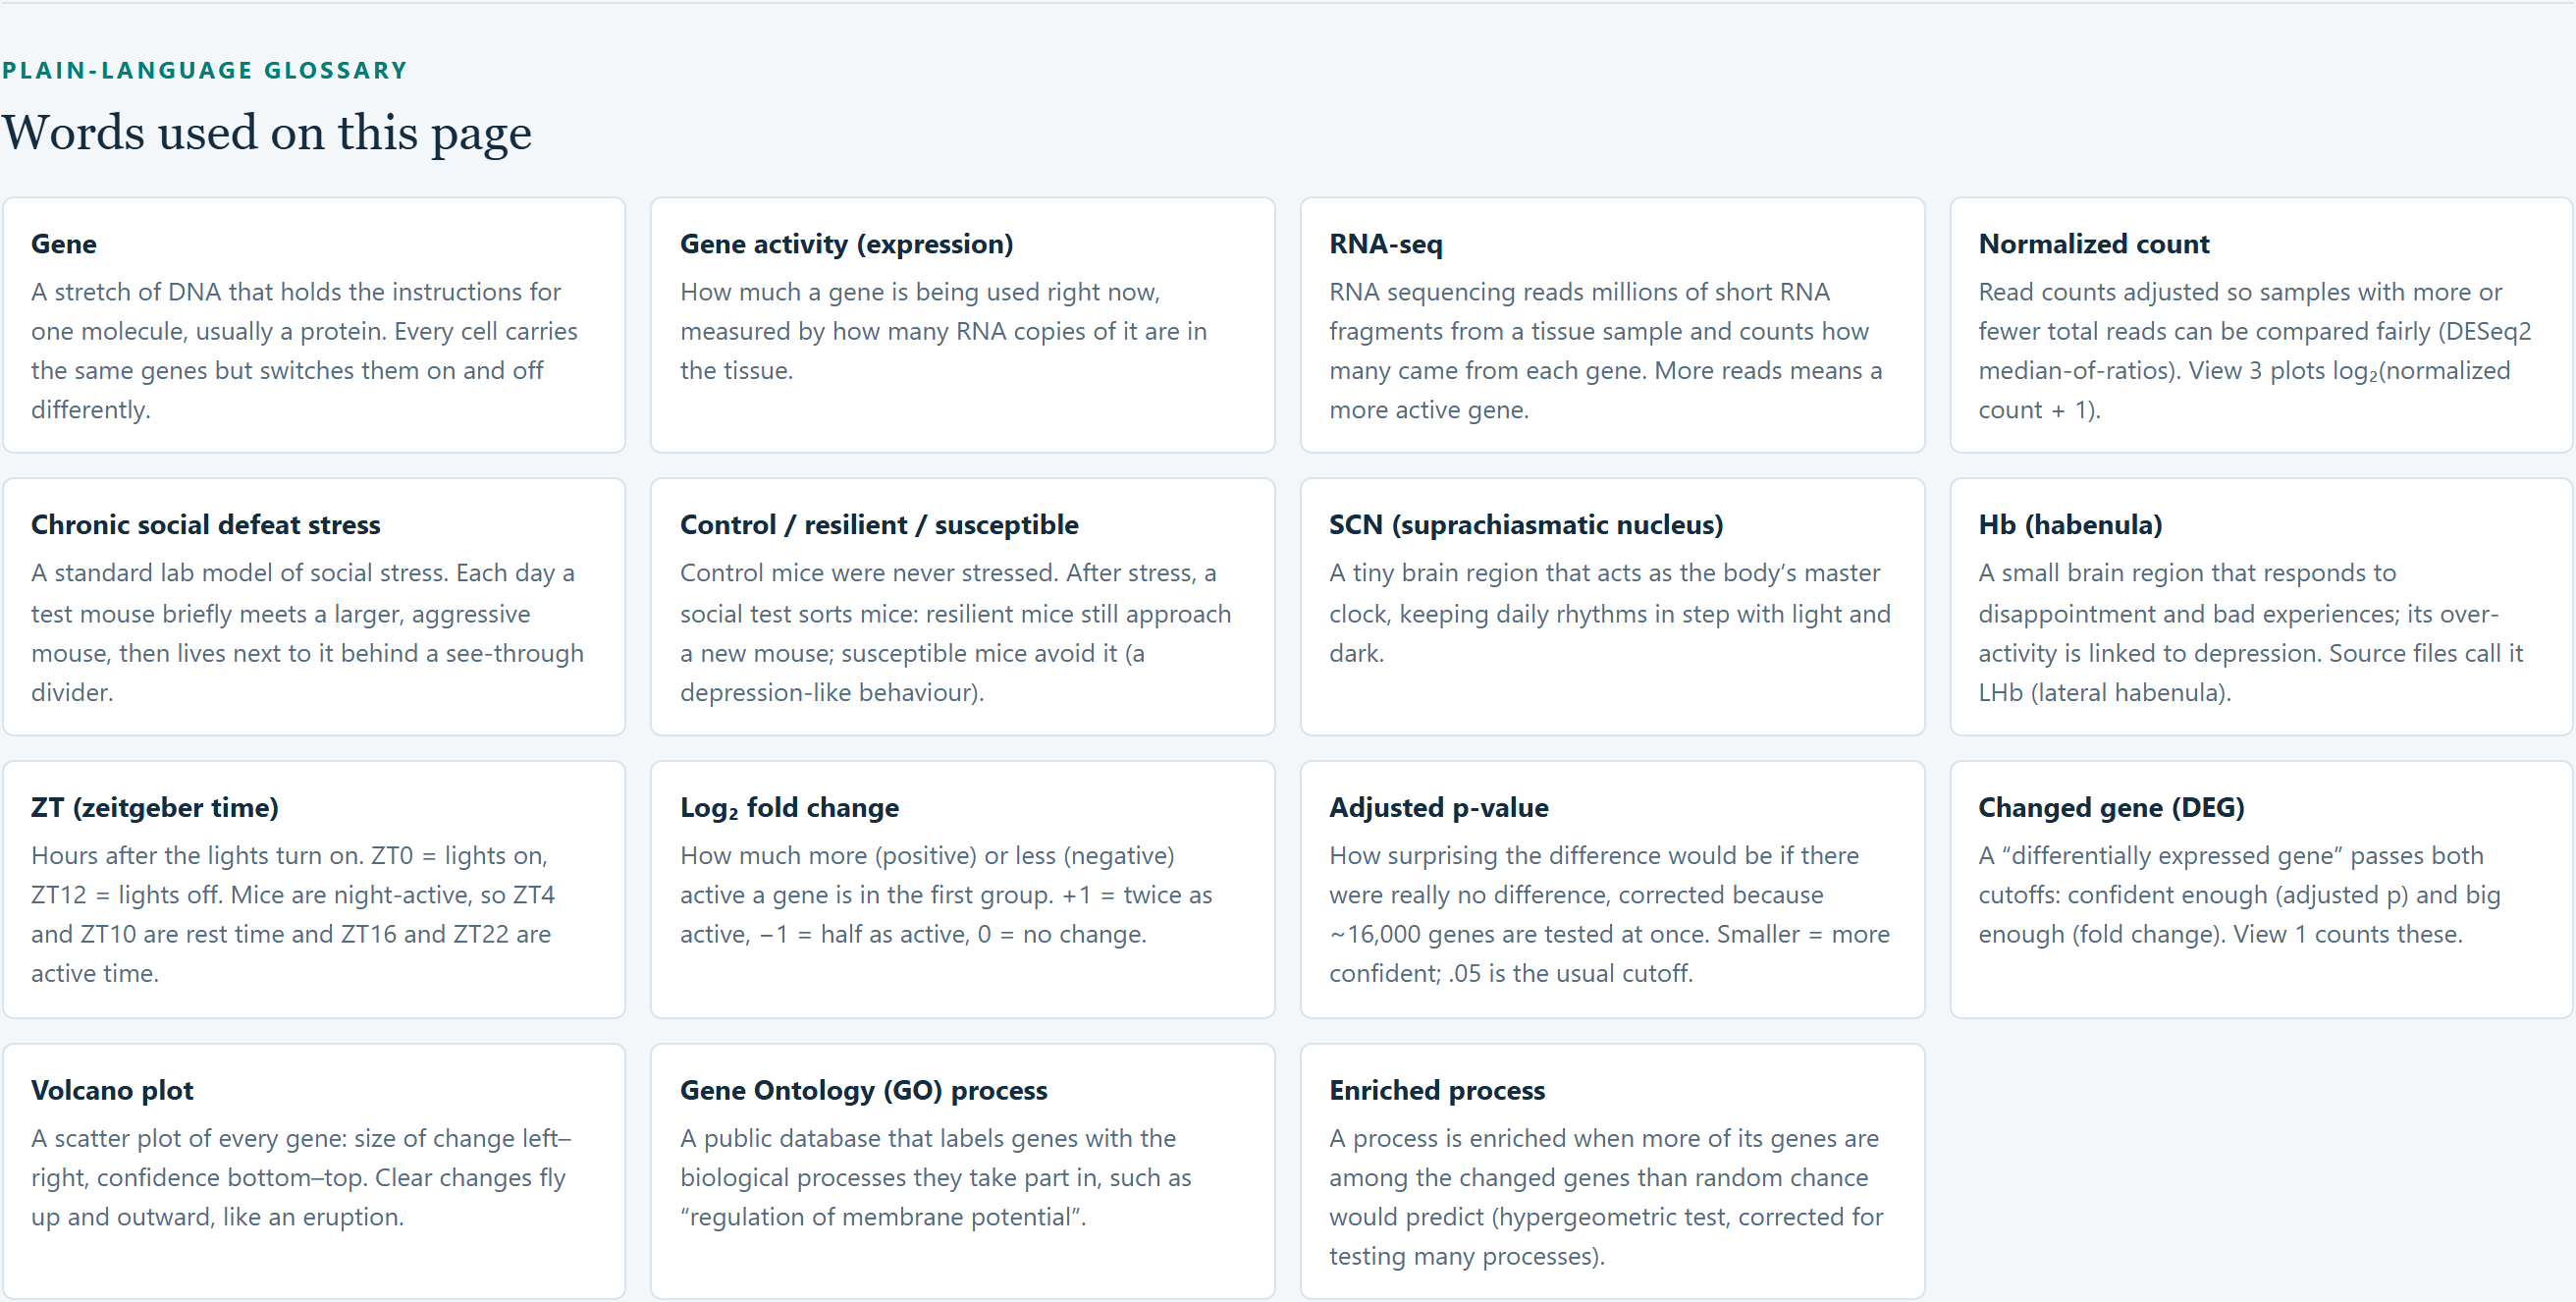 PLAIN-LANGUAGE GLOSSARY
Words used on this page
Gene
A stretch of DNA that holds the instructions for
one molecule, usually a protein. Every cell carries
the same genes but switches them on and off
differently.
Gene activity (expression)
How much a gene is being used right now,
measured by how many RNA copies of it are in
the tissue.
RNA-seq
RNA sequencing reads millions of short RNA
fragments from a tissue sample and counts how
many came from each gene. More reads means a
more active gene.
Normalized count
Read counts adjusted so samples with more or
fewer total reads can be compared fairly (DESeq2
median-of-ratios). View 3 plots log₂(normalized
count + 1).
Chronic social defeat stress
A standard lab model of social stress. Each day a
test mouse briefly meets a larger, aggressive
mouse, then lives next to it behind a see-through
divider.
Control / resilient / susceptible
Control mice were never stressed. After stress, a
social test sorts mice: resilient mice still approach
a new mouse; susceptible mice avoid it (a
depression-like behaviour).
SCN (suprachiasmatic nucleus)
A tiny brain region that acts as the body’s master
clock, keeping daily rhythms in step with light and
dark.
Hb (habenula)
A small brain region that responds to
disappointment and bad experiences; its over-
activity is linked to depression. Source files call it
LHb (lateral habenula).
ZT (zeitgeber time)
Hours after the lights turn on. ZT0 = lights on,
ZT12 = lights off. Mice are night-active, so ZT4
and ZT10 are rest time and ZT16 and ZT22 are
active time.
Log₂ fold change
How much more (positive) or less (negative)
active a gene is in the first group. +1 = twice as
active, −1 = half as active, 0 = no change.
Adjusted p-value
How surprising the difference would be if there
were really no difference, corrected because
~16,000 genes are tested at once. Smaller = more
confident; .05 is the usual cutoff.
Changed gene (DEG)
A “differentially expressed gene” passes both
cutoffs: confident enough (adjusted p) and big
enough (fold change). View 1 counts these.
Volcano plot
A scatter plot of every gene: size of change left–
right, confidence bottom–top. Clear changes fly
up and outward, like an eruption.
Gene Ontology (GO) process
A public database that labels genes with the
biological processes they take part in, such as
“regulation of membrane potential”.
Enriched process
A process is enriched when more of its genes are
among the changed genes than random chance
would predict (hypergeometric test, corrected for
testing many processes).